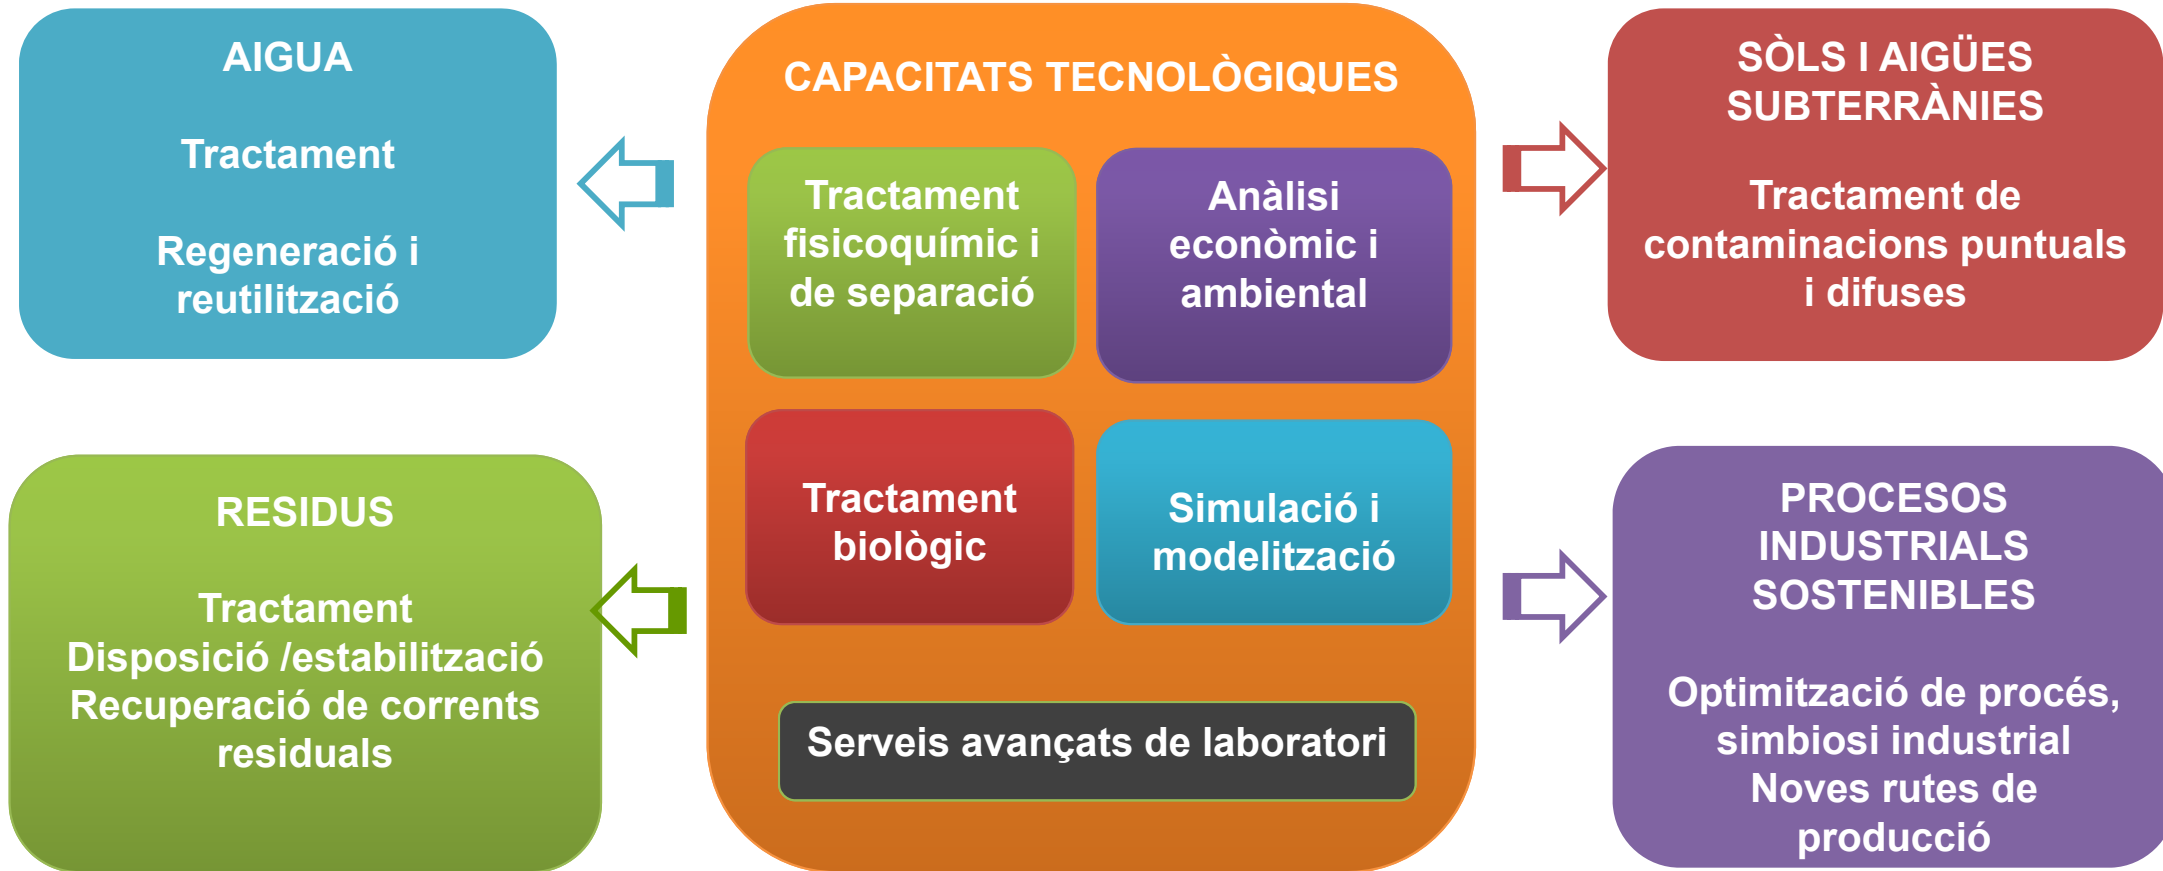 AIGUA
Tractament
Regeneració i
reutilització
CAPACITATS TECNOLÒGIQUES
Tractament
fisicoquímic i
de separació
Anàlisi
econòmic i
ambiental
Tractament
biològic
Simulació i
modelització
Serveis avançats de laboratori
SÒLS I AIGÜES
SUBTERRÀNIES
Tractament de
contaminacions puntuals
i difuses
RESIDUS
Tractament
Disposició /estabilització
Recuperació de corrents
residuals
PROCESOS
INDUSTRIALS
SOSTENIBLES
Optimització de procés,
simbiosi industrial
Noves rutes de
producció